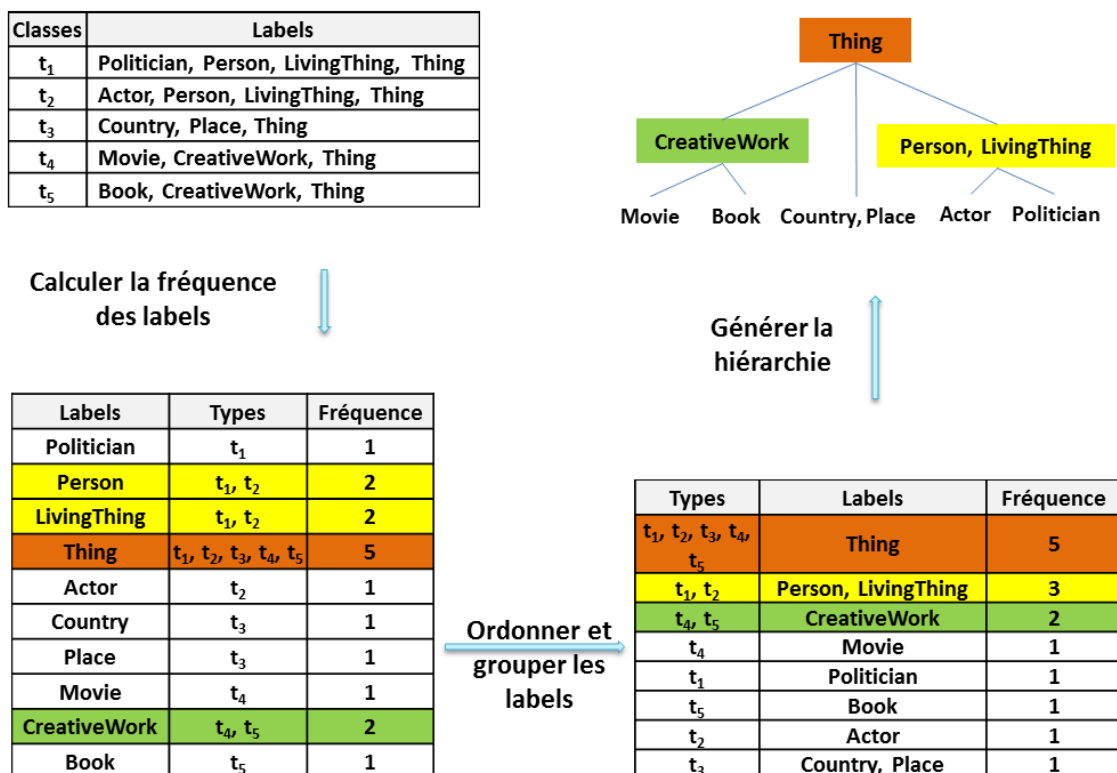 Classes Labels
t1 Politician, Person, LivingThing, Thing
t2 Actor, Person, LivingThing, Thing
t3 Country, Place, Thing
t4 Movie, CreativeWork, Thing
t5 Book, CreativeWork, Thing
Thing
CreativeWork
Person, LivingThing
Movie Book Country, Place Actor Politician
Calculer la fréquence
des labels
Générer la
hiérarchie
Labels Types Fréquence
Politician t1 1
Person t1, t2 2
LivingThing t1, t2 2
Thing t1, t2, t3, t4, t5 5
Actor t2 1
Country t3 1
Place t3 1
Movie t4 1
CreativeWork t4, t5 2
Book t5 1
Ordonner et
grouper les
labels
Types Labels Fréquence
t1, t2, t3, t4,
t5 Thing 5
t1, t2 Person, LivingThing 3
t4, t5 CreativeWork 2
t4 Movie 1
t1 Politician 1
t5 Book 1
t2 Actor 1
t3 Country, Place 1